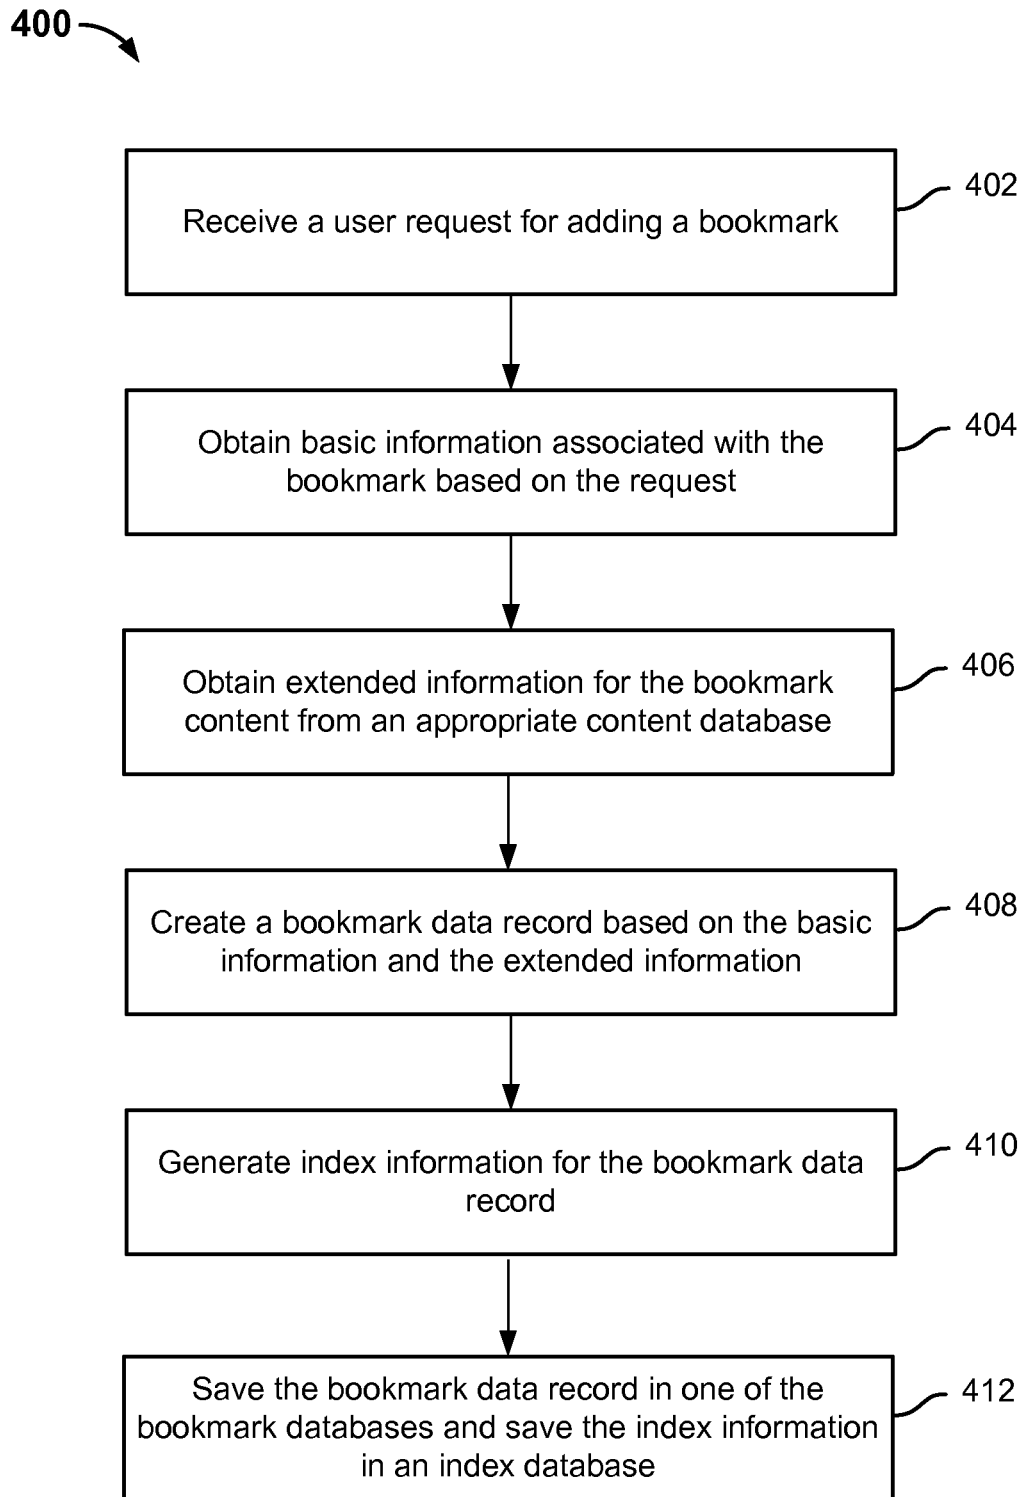 400
Receive a user request for adding a bookmark
402
Obtain basic information associated with the
bookmark based on the request
404
Obtain extended information for the bookmark
content from an appropriate content database
406
Create a bookmark data record based on the basic
information and the extended information
408
Generate index information for the bookmark data
record
410
Save the bookmark data record in one of the
bookmark databases and save the index information
in an index database
412